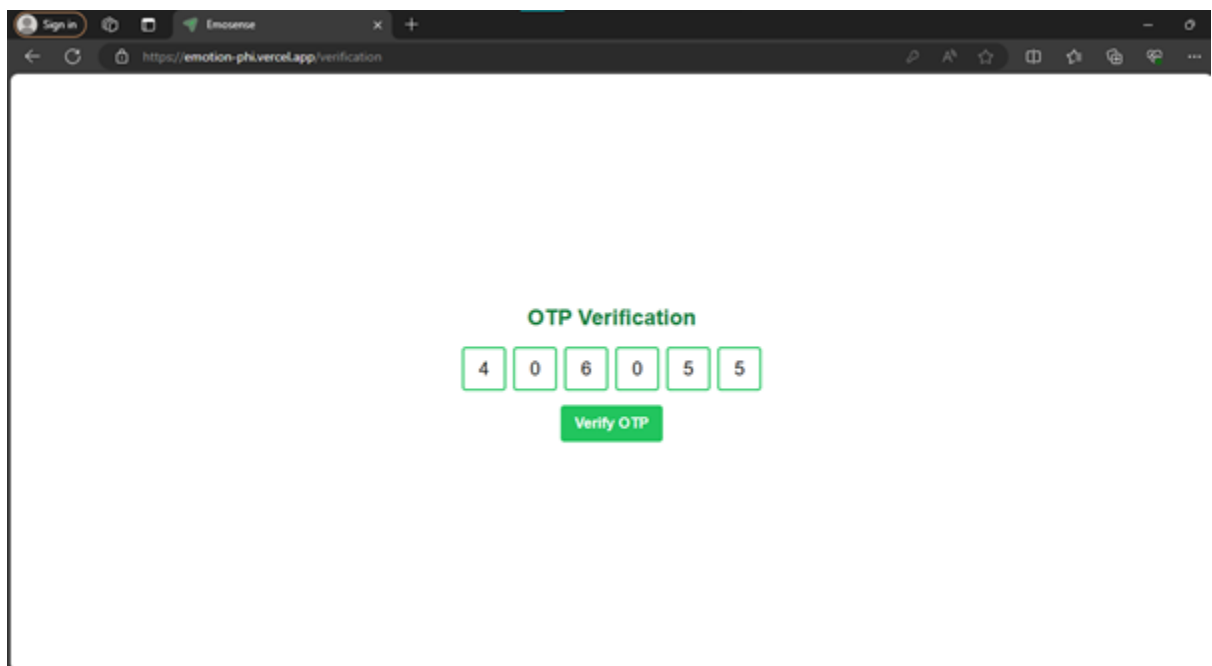 Sign in
Emosense
https://emotion-phi.vercel.app/verification
OTP Verification
4 0 6 0 5 5
Verify OTP